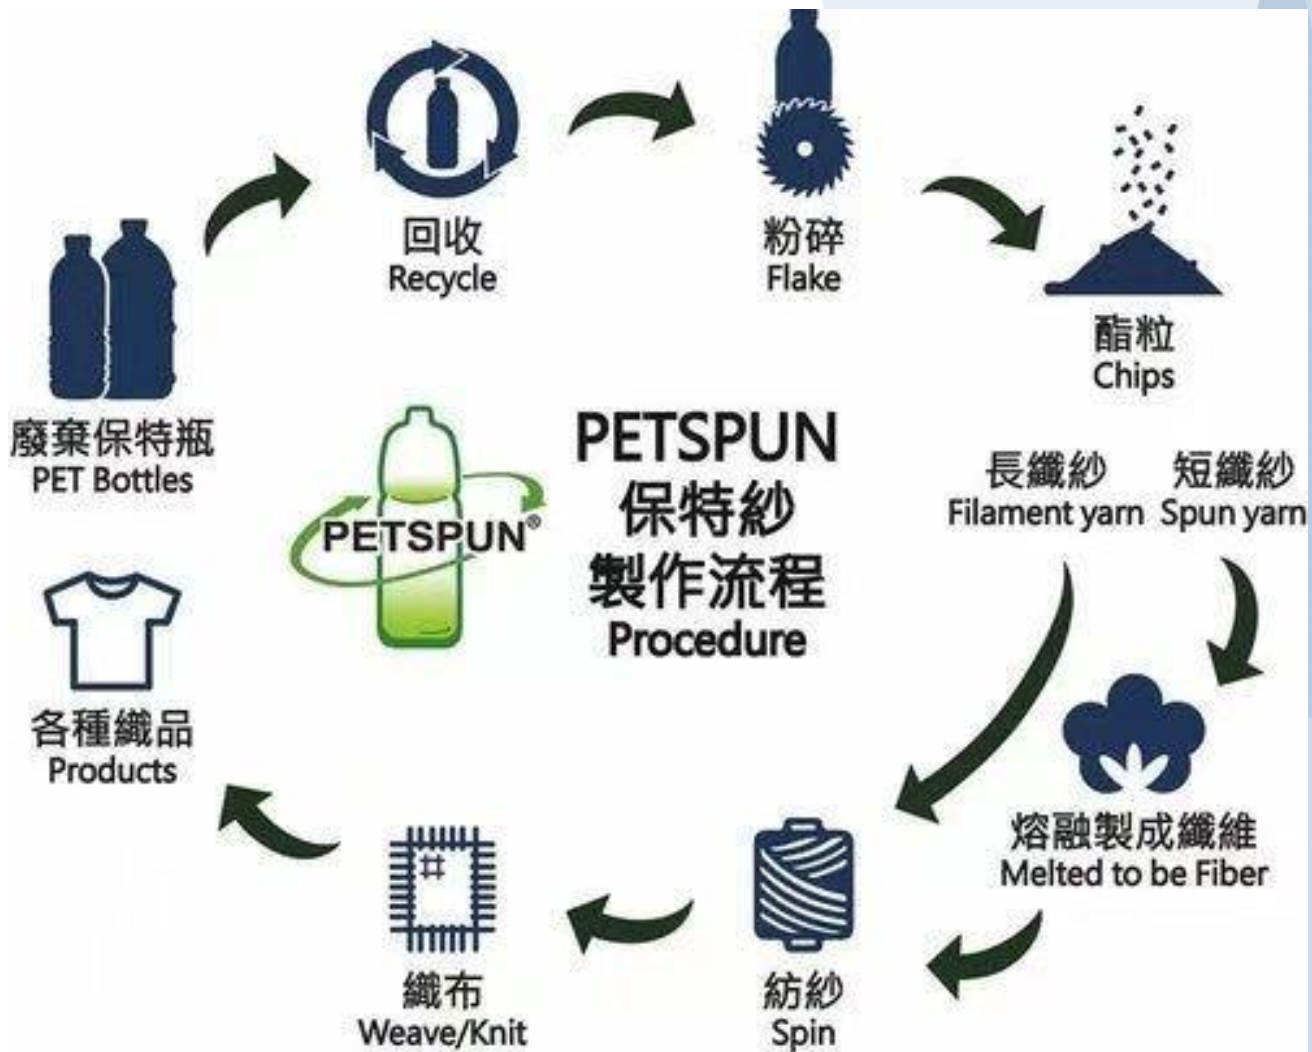 回收
Recycle
粉碎
Flake
酯粒
Chips
廢棄保特瓶
PET Bottles
PETSPUN
保特紗
製作流程
Procedure
PETSPUN®
長纖紗
Filament yarn
短纖紗
Spun yarn
各種織品
Products
熔融製成纖維
Melted to be Fiber
織布
Weave/Knit
紡紗
Spin